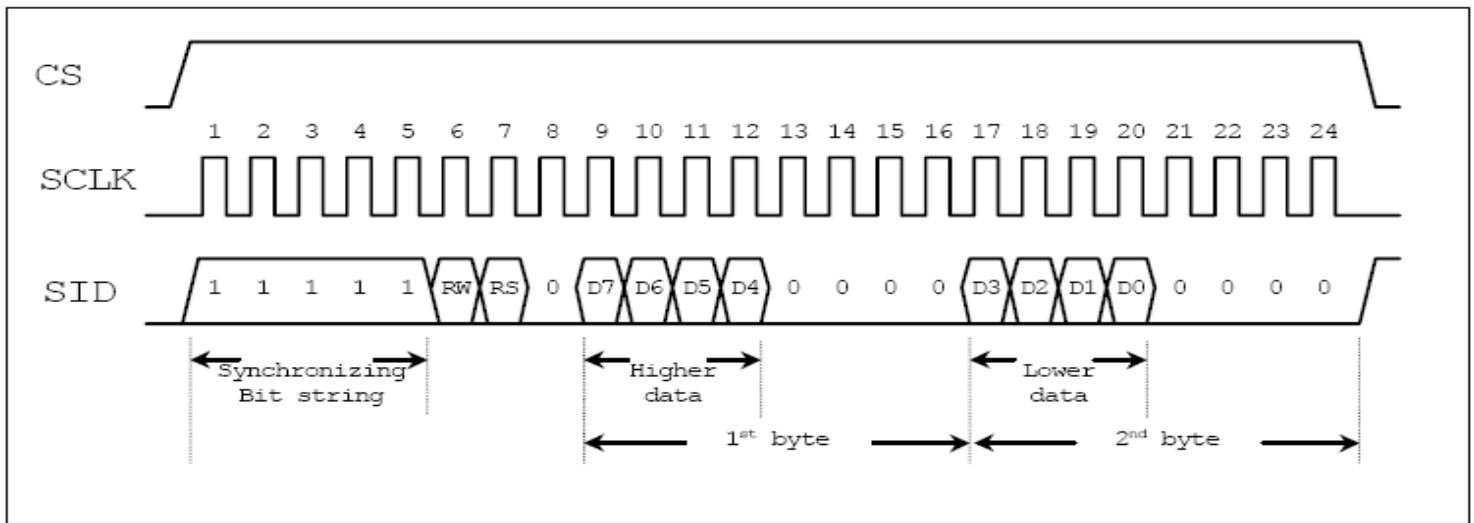 CS
1 2 3 4 5 6 7 8 9 10 11 12 13 14 15 16 17 18 19 20 21 22 23 24
SCLK
SID 1 1 1 1 1 RW RS 0 D7 D6 D5 D4 0 0 0 0 D3 D2 D1 D0 0 0 0 0
Synchronizing
Bit string
Higher
data
Lower
data
1st byte
2nd byte